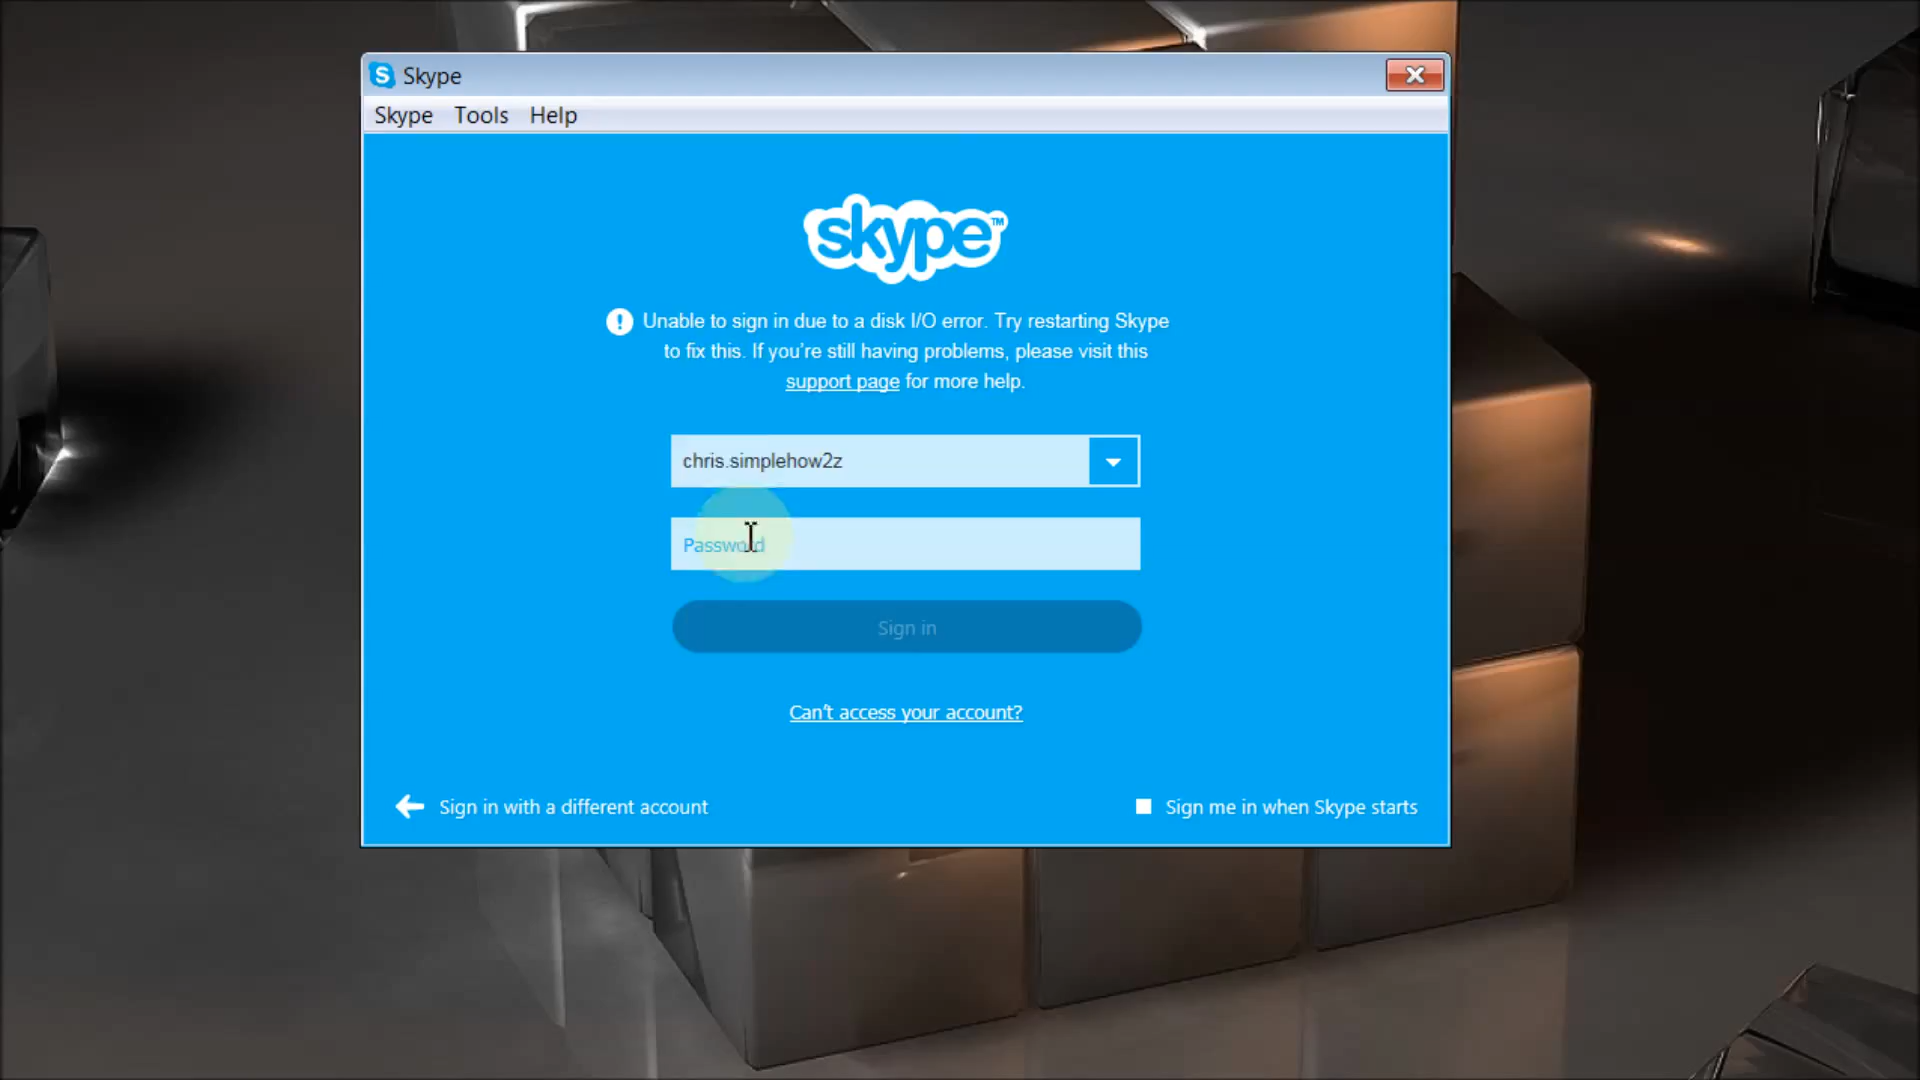 Skype
Skype Tools Help
skype™
Unable to sign in due to a disk I/O error. Try restarting Skype
to fix this. If you're still having problems, please visit this
support page for more help.
chris.simplehow2z
Password
Sign in
Can't access your account?
Sign in with a different account
Sign me in when Skype starts